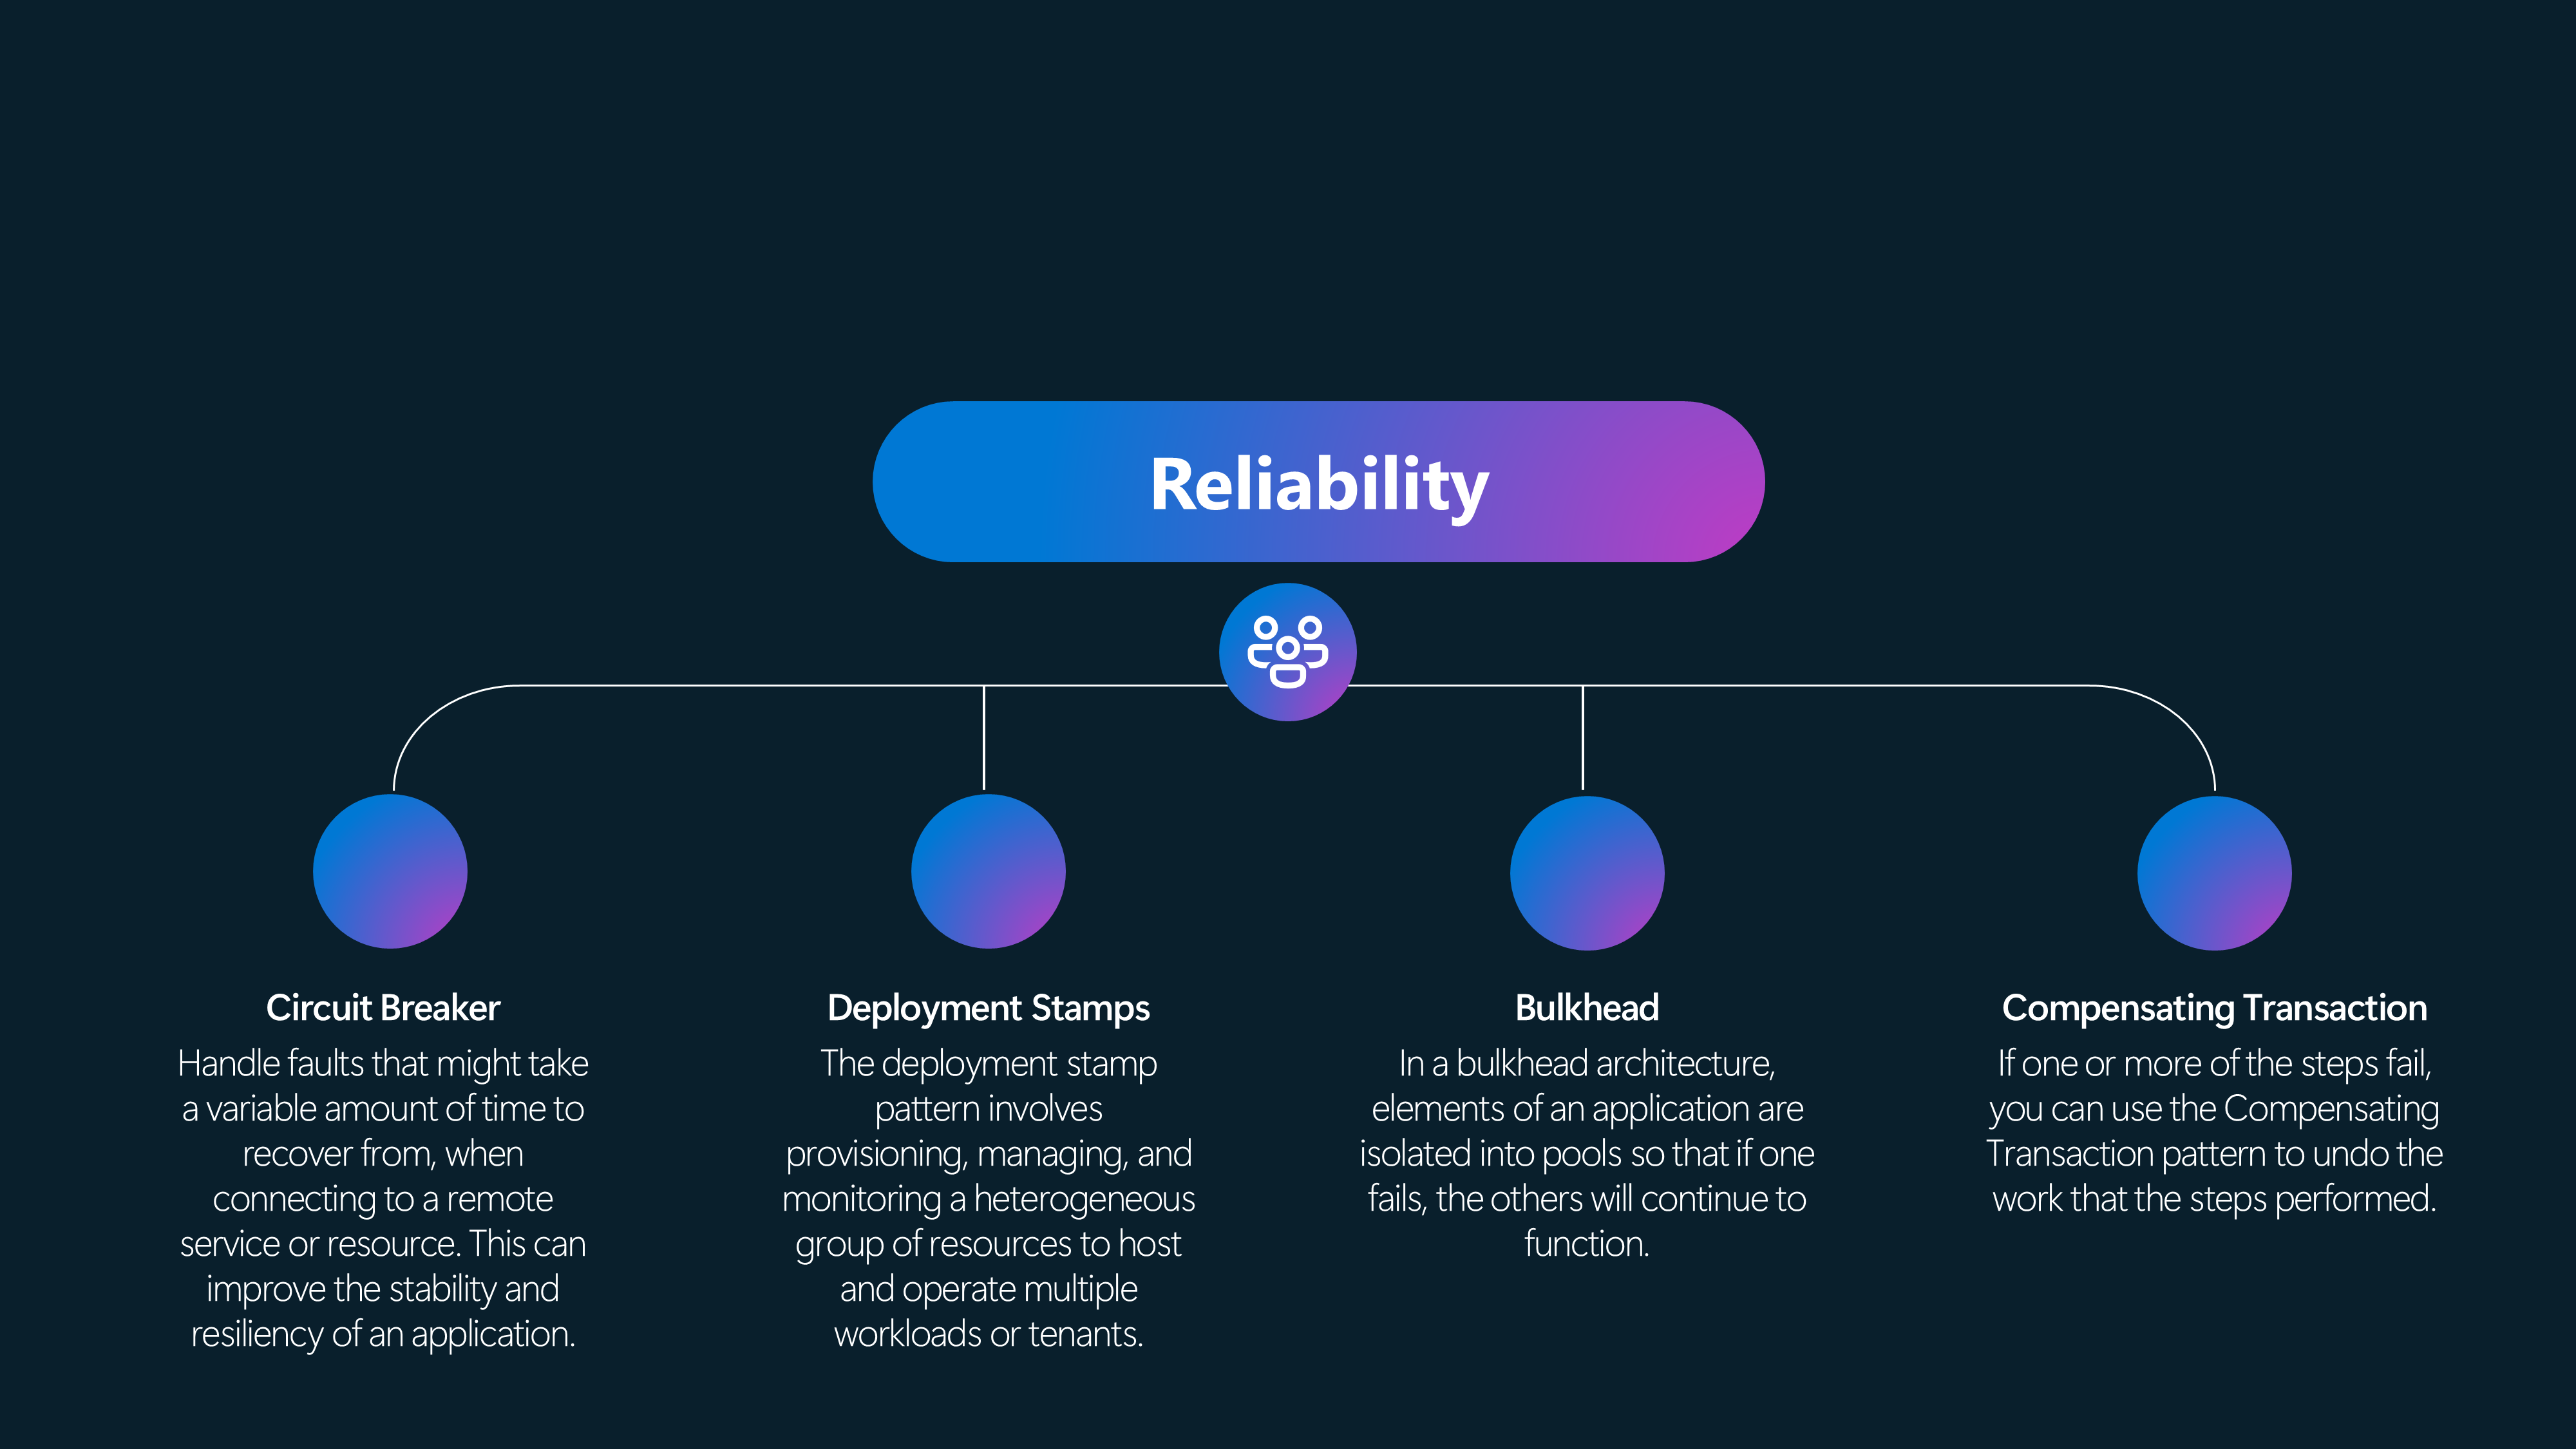 Reliability
Circuit Breaker
Handle faults that might take
a variable amount of time to
recover from, when
connecting to a remote
service or resource. This can
improve the stability and
resiliency of an application.
Deployment Stamps
The deployment stamp
pattern involves
provisioning, managing, and
monitoring a heterogeneous
group of resources to host
and operate multiple
workloads or tenants.
Bulkhead
In a bulkhead architecture,
elements of an application are
isolated into pools so that if one
fails, the others will continue to
function.
Compensating Transaction
If one or more of the steps fail,
you can use the Compensating
Transaction pattern to undo the
work that the steps performed.